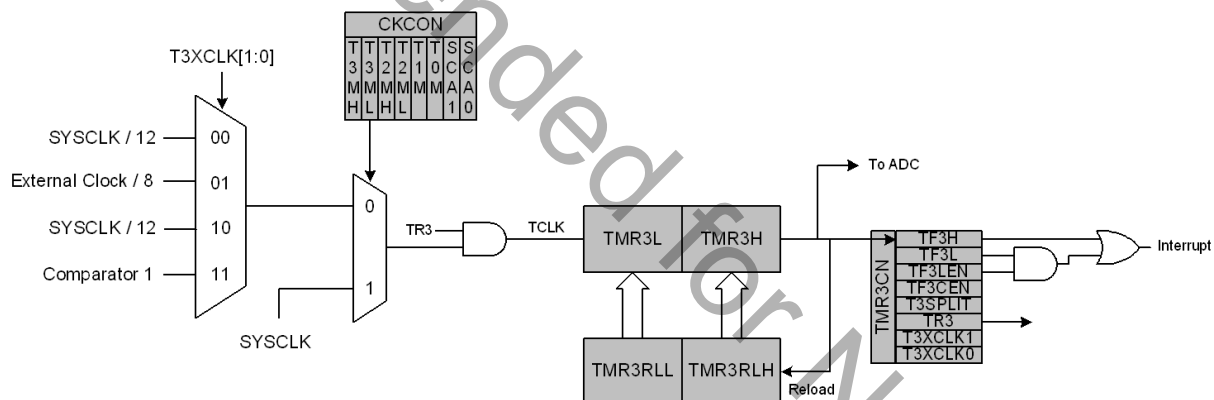 CKCON
T3MH T3ML T2MH T2ML T1M T0M SCA1 SCA0
T3XCLK[1:0]
SYSCLK / 12 00
External Clock / 8 01
SYSCLK / 12 10
Comparator 1 11
0
1
SYSCLK
TR3
TCLK
TMR3L TMR3H
To ADC
TMR3RLL TMR3RLH
Reload
TMR3CN
TF3H
TF3L
TF3LEN
TF3CEN
T3SPLIT
TR3
T3XCLK1
T3XCLK0
Interrupt
ended for N